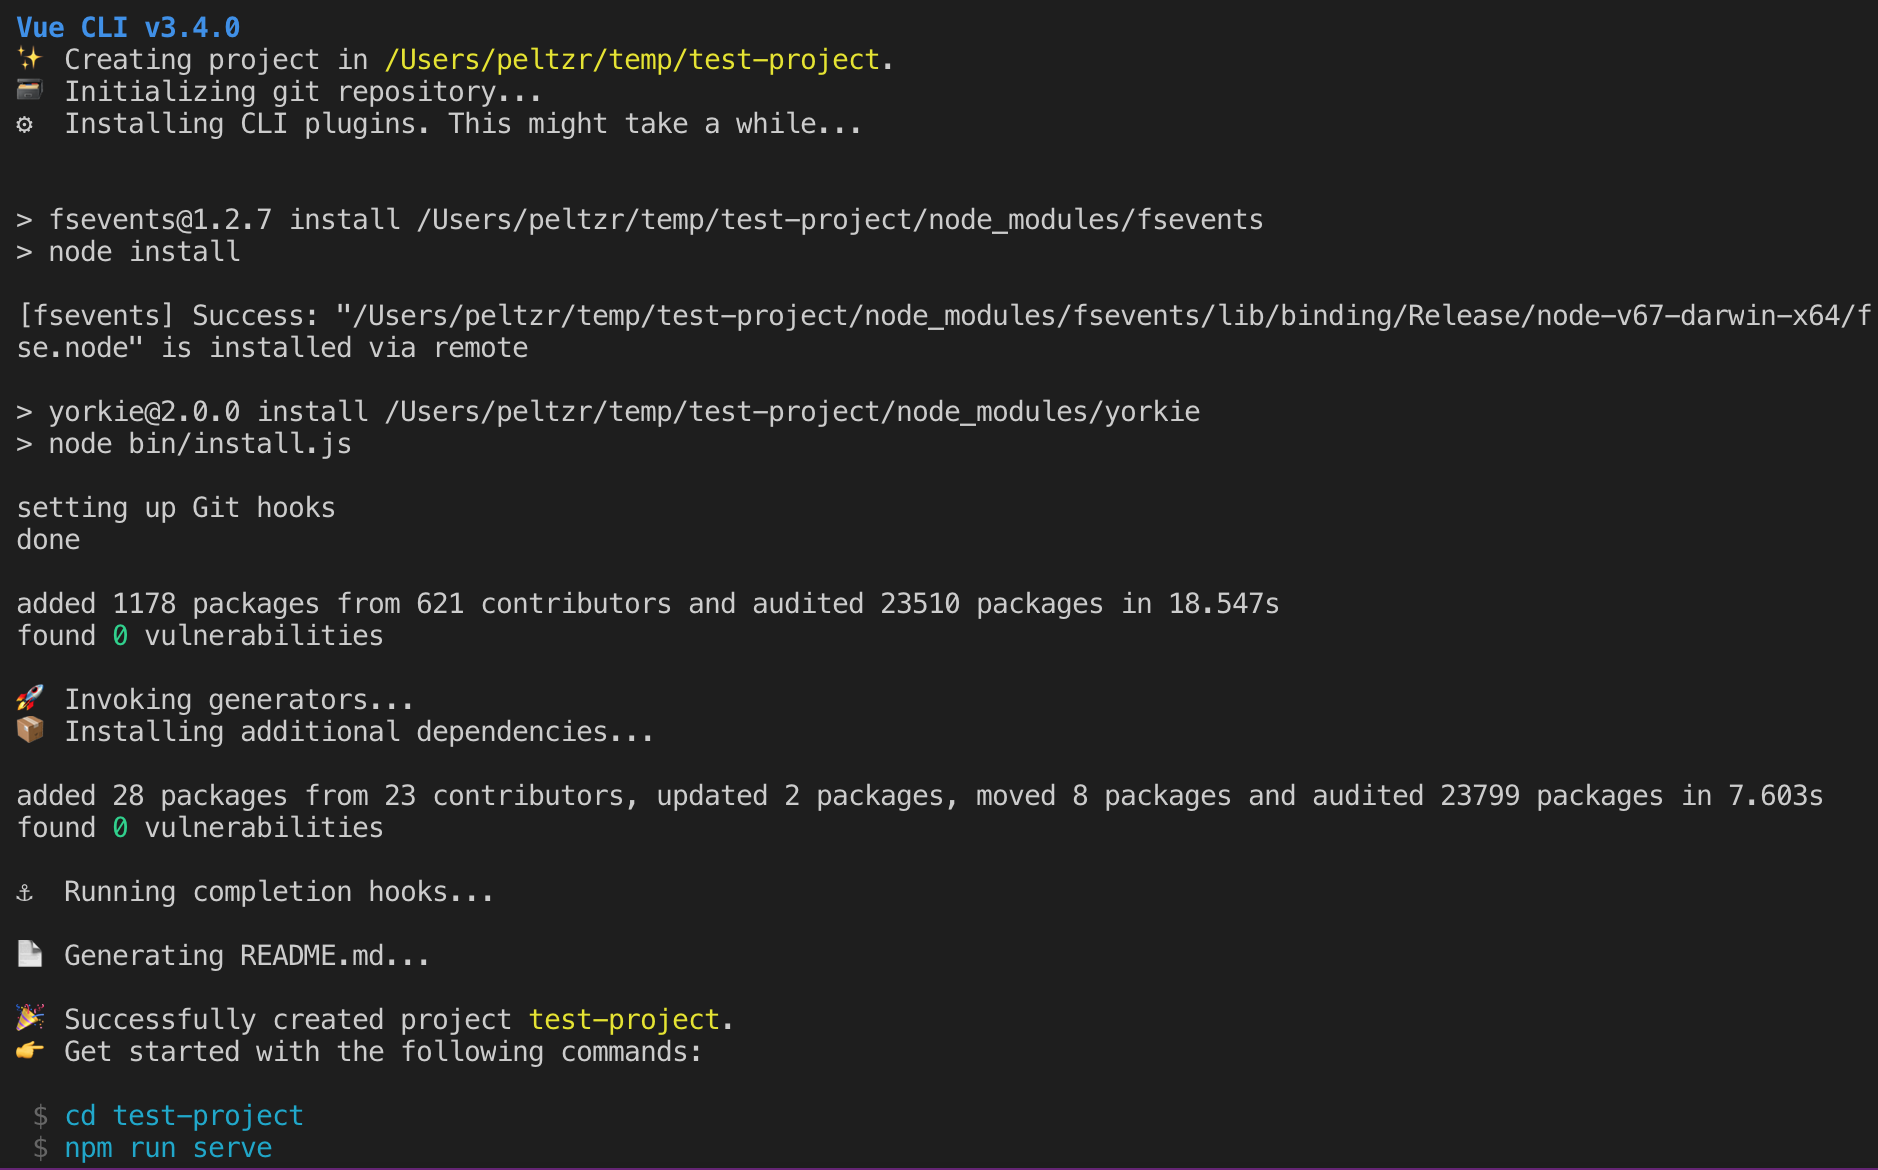 Vue CLI v3.4.0
✨ Creating project in /Users/peltzr/temp/test-project.
🗃 Initializing git repository...
⚙ Installing CLI plugins. This might take a while...
> fsevents@1.2.7 install /Users/peltzr/temp/test-project/node_modules/fsevents
> node install
[fsevents] Success: "/Users/peltzr/temp/test-project/node_modules/fsevents/lib/binding/Release/node-v67-darwin-x64/f
se.node" is installed via remote
> yorkie@2.0.0 install /Users/peltzr/temp/test-project/node_modules/yorkie
> node bin/install.js
setting up Git hooks
done
added 1178 packages from 621 contributors and audited 23510 packages in 18.547s
found 0 vulnerabilities
🚀 Invoking generators...
📦 Installing additional dependencies...
added 28 packages from 23 contributors, updated 2 packages, moved 8 packages and audited 23799 packages in 7.603s
found 0 vulnerabilities
⚓ Running completion hooks...
📄 Generating README.md...
🎉 Successfully created project test-project.
👉 Get started with the following commands:
$ cd test-project
$ npm run serve